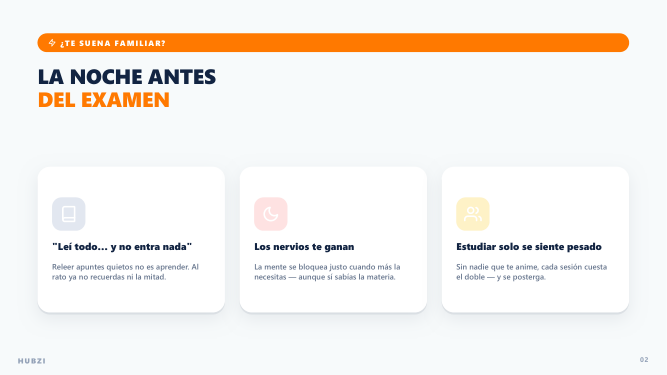 ¿TE SUENA FAMILIAR?
LA NOCHE ANTES
DEL EXAMEN
"Leí todo... y no entra nada"
Releer apuntes quietos no es aprender. Al
rato ya no recuerdas ni la mitad.
Los nervios te ganan
La mente se bloquea justo cuando más la
necesitas — aunque sí sabías la materia.
Estudiar solo se siente pesado
Sin nadie que te anime, cada sesión cuesta
el doble — y se posterga.
HUBZI
02